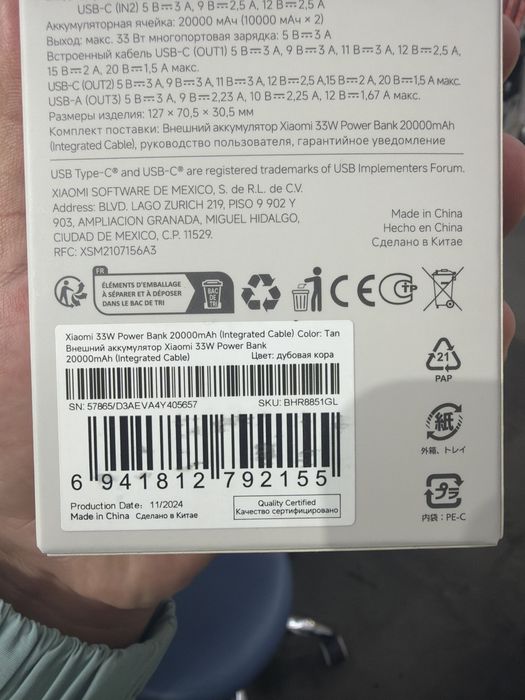 USB-C (IN2) 5 В⎓3 А, 9 В⎓2,5 А, 12 В⎓2,5 А
Аккумуляторная ячейка: 20000 мАч (10000 мАч × 2)
Выход: макс. 33 Вт многопортовая зарядка: 5 В⎓3 А
Встроенный кабель USB-C (OUT1) 5 В⎓3 А, 9 В⎓3 А, 11 В⎓3 А, 12 В⎓2,5 А,
15 В⎓2 А, 20 В⎓1,5 А макс.
USB-C (OUT2) 5 В⎓3 А, 9 В⎓3 А, 11 В⎓3 А, 12 В⎓2,5 А,15 В⎓2 А, 20 В⎓1,5 А макс.
USB-A (OUT3) 5 В⎓3 А, 9 В⎓2,23 А, 10 В⎓2,25 А, 12 В⎓1,67 А макс.
Размеры изделия: 127 × 70,5 × 30,5 мм
Комплект поставки: Внешний аккумулятор Xiaomi 33W Power Bank 20000mAh
(Integrated Cable), руководство пользователя, гарантийное уведомление
USB Type-C® and USB-C® are registered trademarks of USB Implementers Forum.
XIAOMI SOFTWARE DE MEXICO, S. de R.L. de C.V.
Address: BLVD. LAGO ZURICH 219, PISO 9 902 Y
903, AMPLIACION GRANADA, MIGUEL HIDALGO,
CIUDAD DE MEXICO, C.P. 11529.
RFC: XSM2107156A3
Made in China
Hecho en China
Сделано в Китае
FR
ÉLÉMENTS D'EMBALLAGE
À SÉPARER ET À DÉPOSER
DANS LE BAC DE TRI
BAC
DE
TRI
CE
Xiaomi 33W Power Bank 20000mAh (Integrated Cable) Color: Tan
Внешний аккумулятор Xiaomi 33W Power Bank
20000mAh (Integrated Cable) Цвет: дубовая кора
SN: 57865/D3AEVA4Y405657 SKU: BHR8851GL
6 941812 792155
Production Date: 11/2024
Made in China Сделано в Китае
Quality Certified
Качество сертифицировано
21
PAP
紙
外箱、トレイ
プラ
内袋：PE-C